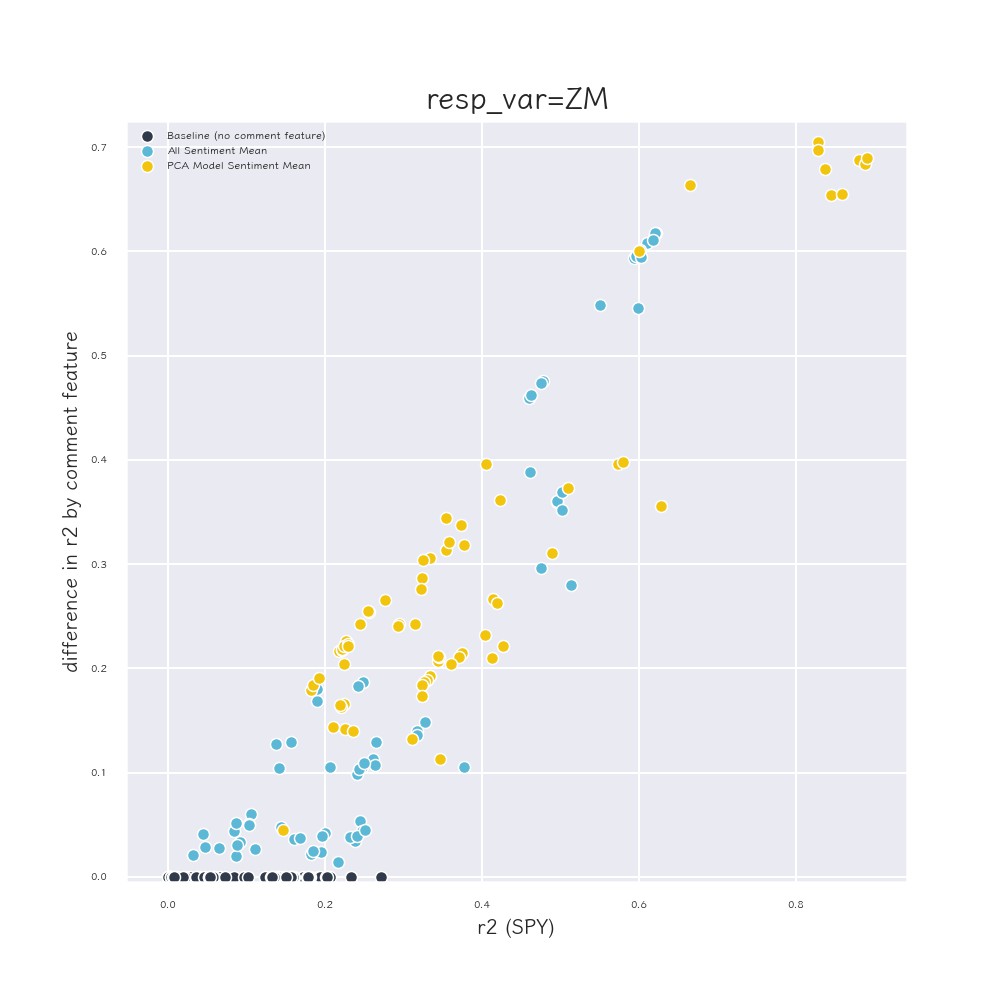 resp_var=ZM
Baseline (no comment feature)
All Sentiment Mean
PCA Model Sentiment Mean
difference in r2 by comment feature
0.7
0.6
0.5
0.4
0.3
0.2
0.1
0.0
0.0 0.2 0.4 0.6 0.8
r2 (SPY)